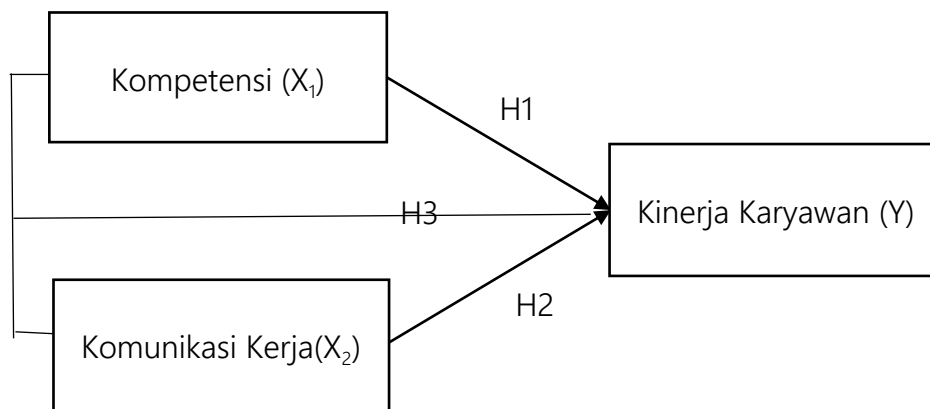 Kompetensi (X₁)
H1
H3
Kinerja Karyawan (Y)
H2
Komunikasi Kerja(X₂)